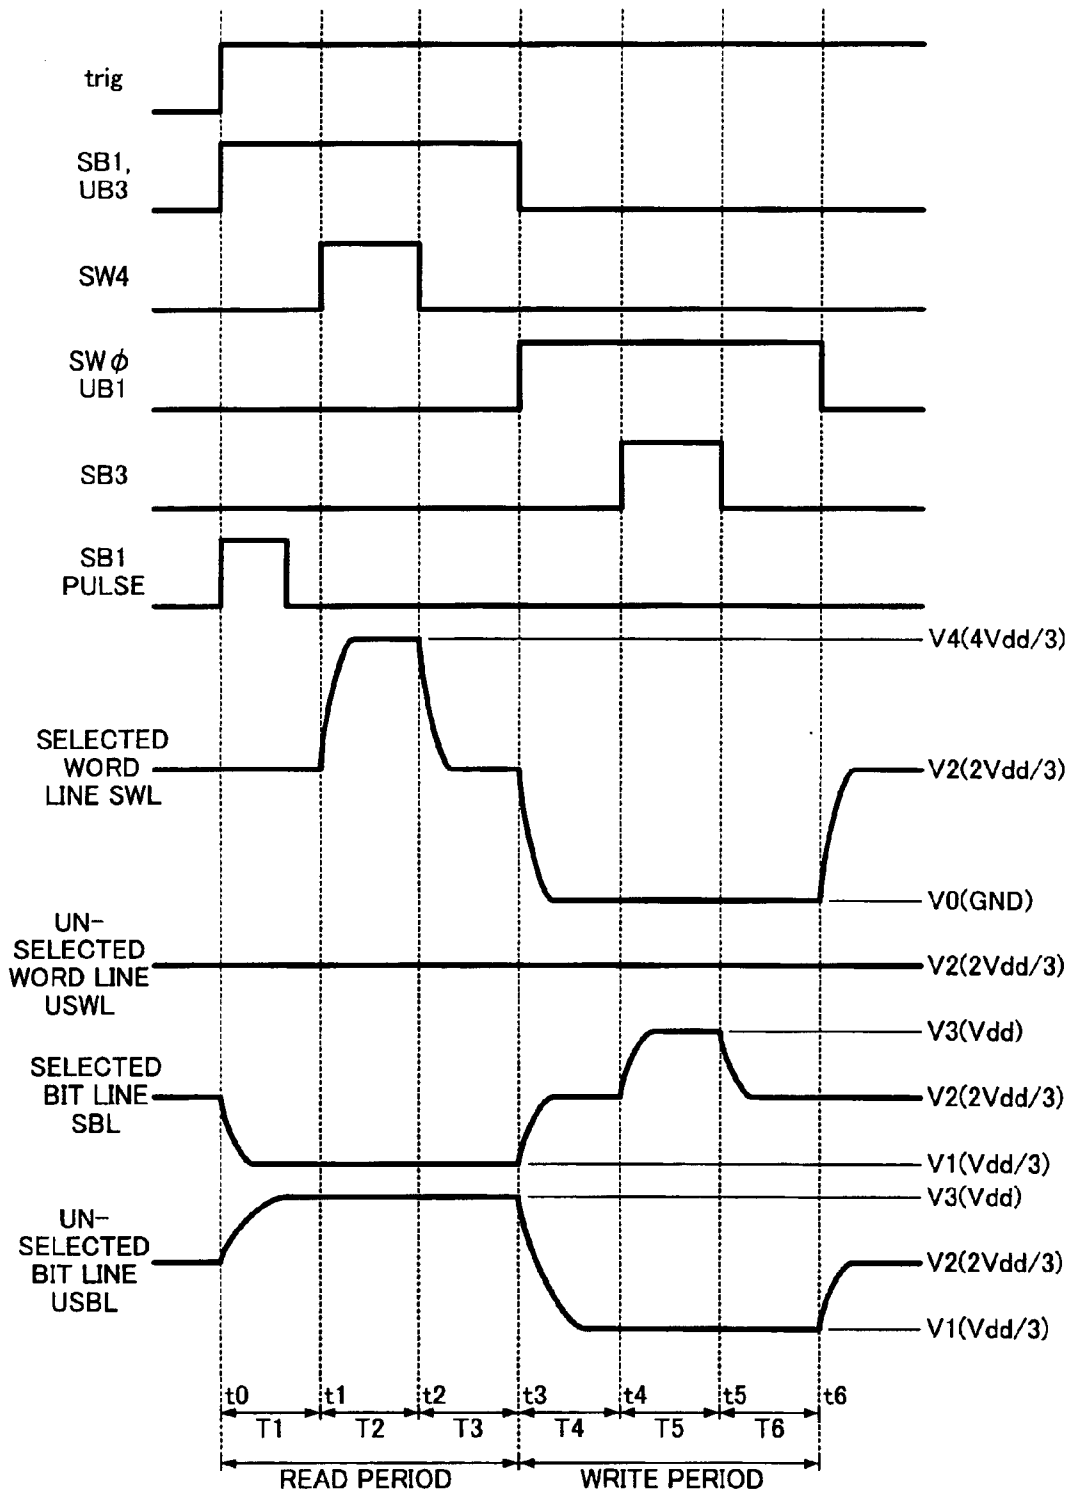 trig
SB1,
UB3
SW4
SWϕ
UB1
SB3
SB1
PULSE
V4(4Vdd/3)
SELECTED
WORD
LINE SWL
V2(2Vdd/3)
V0(GND)
UN-
SELECTED
WORD LINE
USWL
V2(2Vdd/3)
V3(Vdd)
SELECTED
BIT LINE
SBL
V2(2Vdd/3)
V1(Vdd/3)
V3(Vdd)
UN-
SELECTED
BIT LINE
USBL
V2(2Vdd/3)
V1(Vdd/3)
t0 t1 t2 t3 t4 t5 t6
T1 T2 T3 T4 T5 T6
READ PERIOD WRITE PERIOD